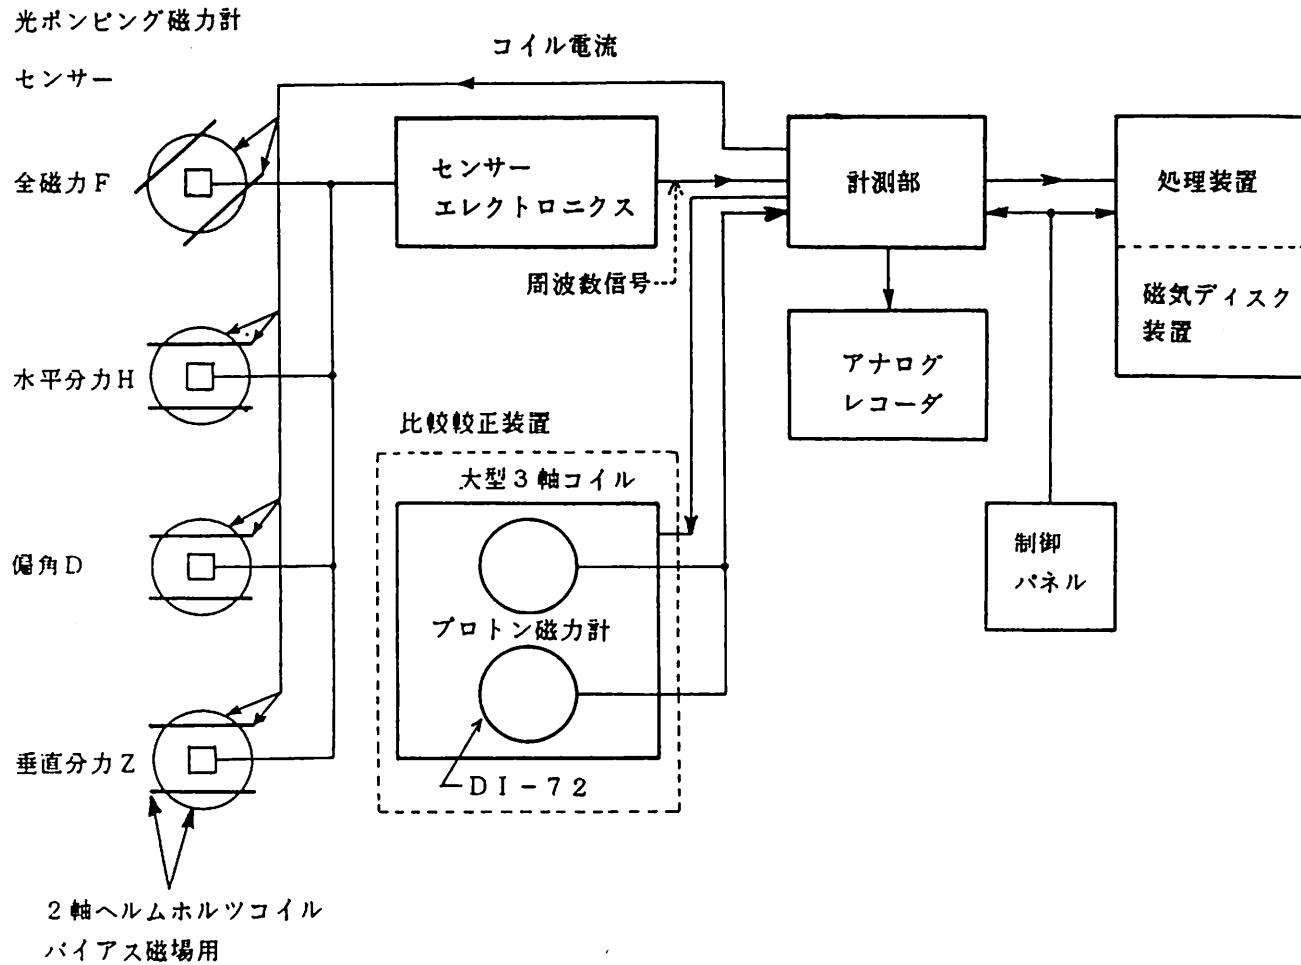 光ポンピング磁力計
センサー
コイル電流
全磁力F
センサー
エレクトロニクス
計測部
処理装置
周波数信号
磁気ディスク
装置
水平分力H
アナログ
レコーダ
比較較正装置
大型3軸コイル
偏角D
プロトン磁力計
制御
パネル
垂直分力Z
DI-72
2軸ヘルムホルツコイル
バイアス磁場用